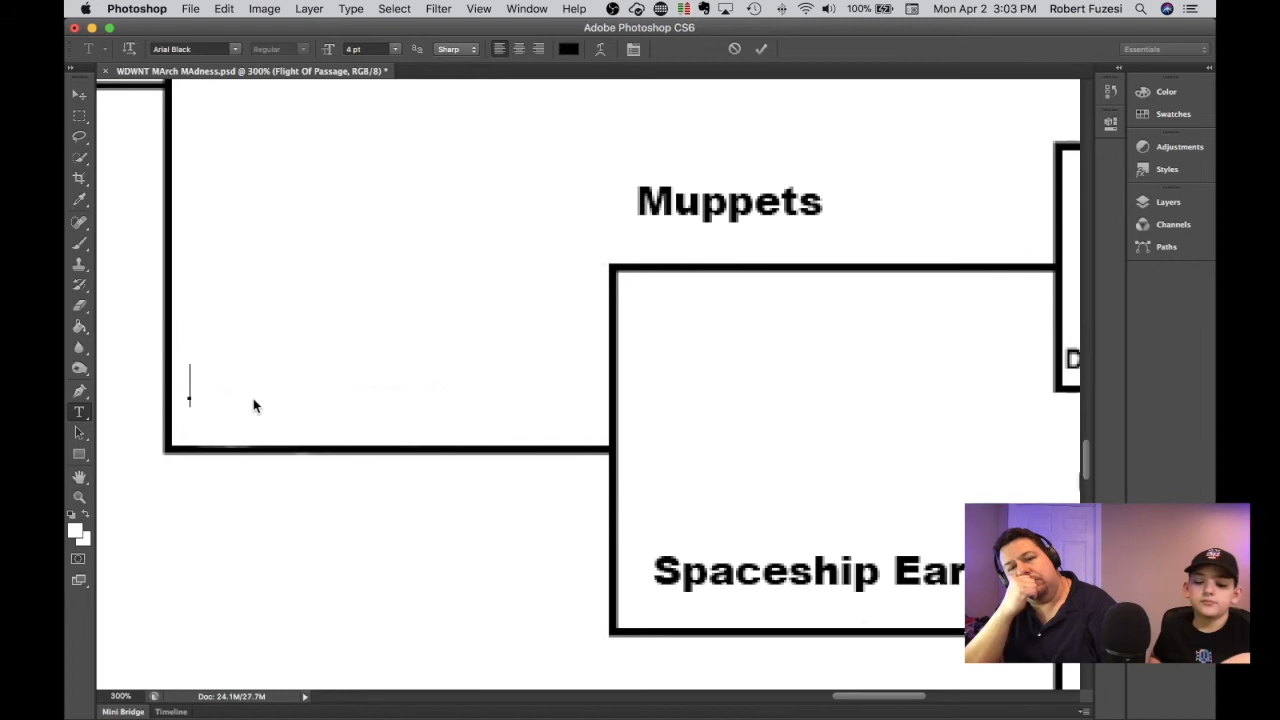 Photoshop File Edit Image Layer Type Select Filter View Window Help 100% Mon Apr 2 3:03 PM Robert Fuzesi
Adobe Photoshop CS6
T Arial Black Regular 4 pt Sharp Essentials
WDWNT MArch MAdness.psd @ 300% (Flight Of Passage, RGB/8) *
Color
Swatches
Adjustments
Styles
Layers
Channels
Paths
Muppets
D
Spaceship Ear
300% Doc: 24.1M/27.7M
Mini Bridge Timeline